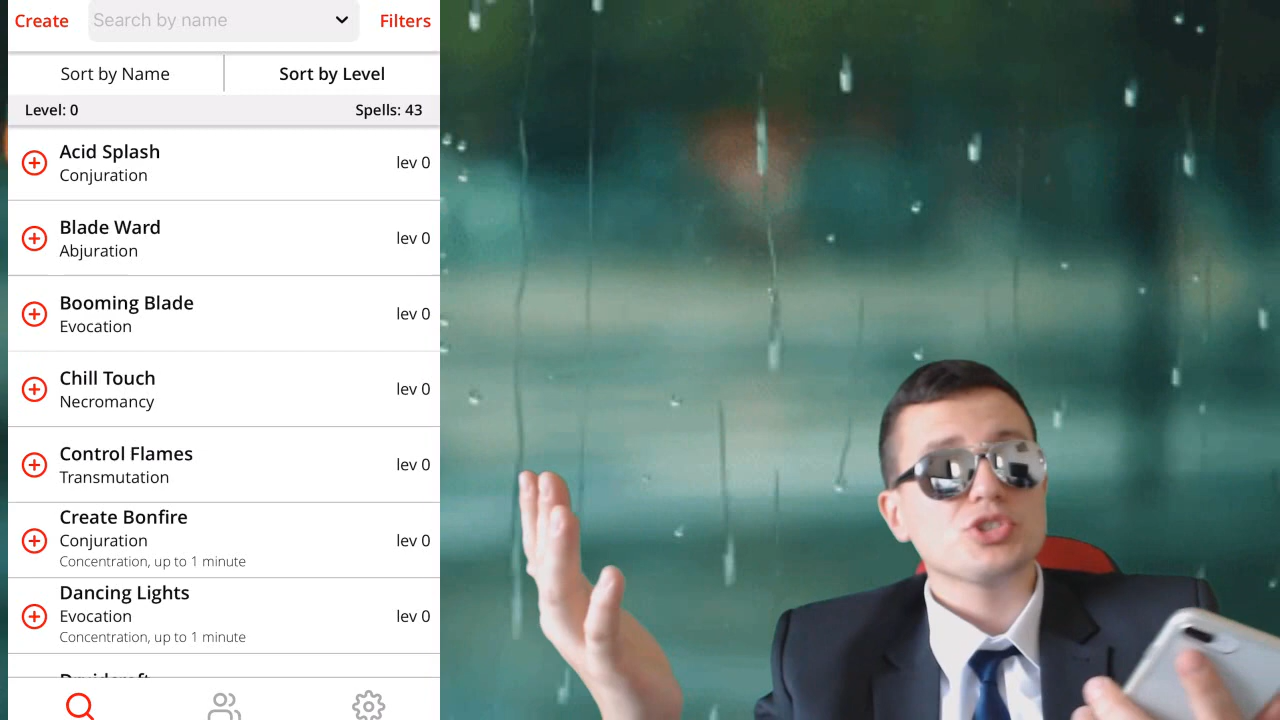 Create
Search by name
Filters
Sort by Name
Sort by Level
Level: 0
Spells: 43
Acid Splash
Conjuration
lev 0
Blade Ward
Abjuration
lev 0
Booming Blade
Evocation
lev 0
Chill Touch
Necromancy
lev 0
Control Flames
Transmutation
lev 0
Create Bonfire
Conjuration
Concentration, up to 1 minute
lev 0
Dancing Lights
Evocation
Concentration, up to 1 minute
lev 0